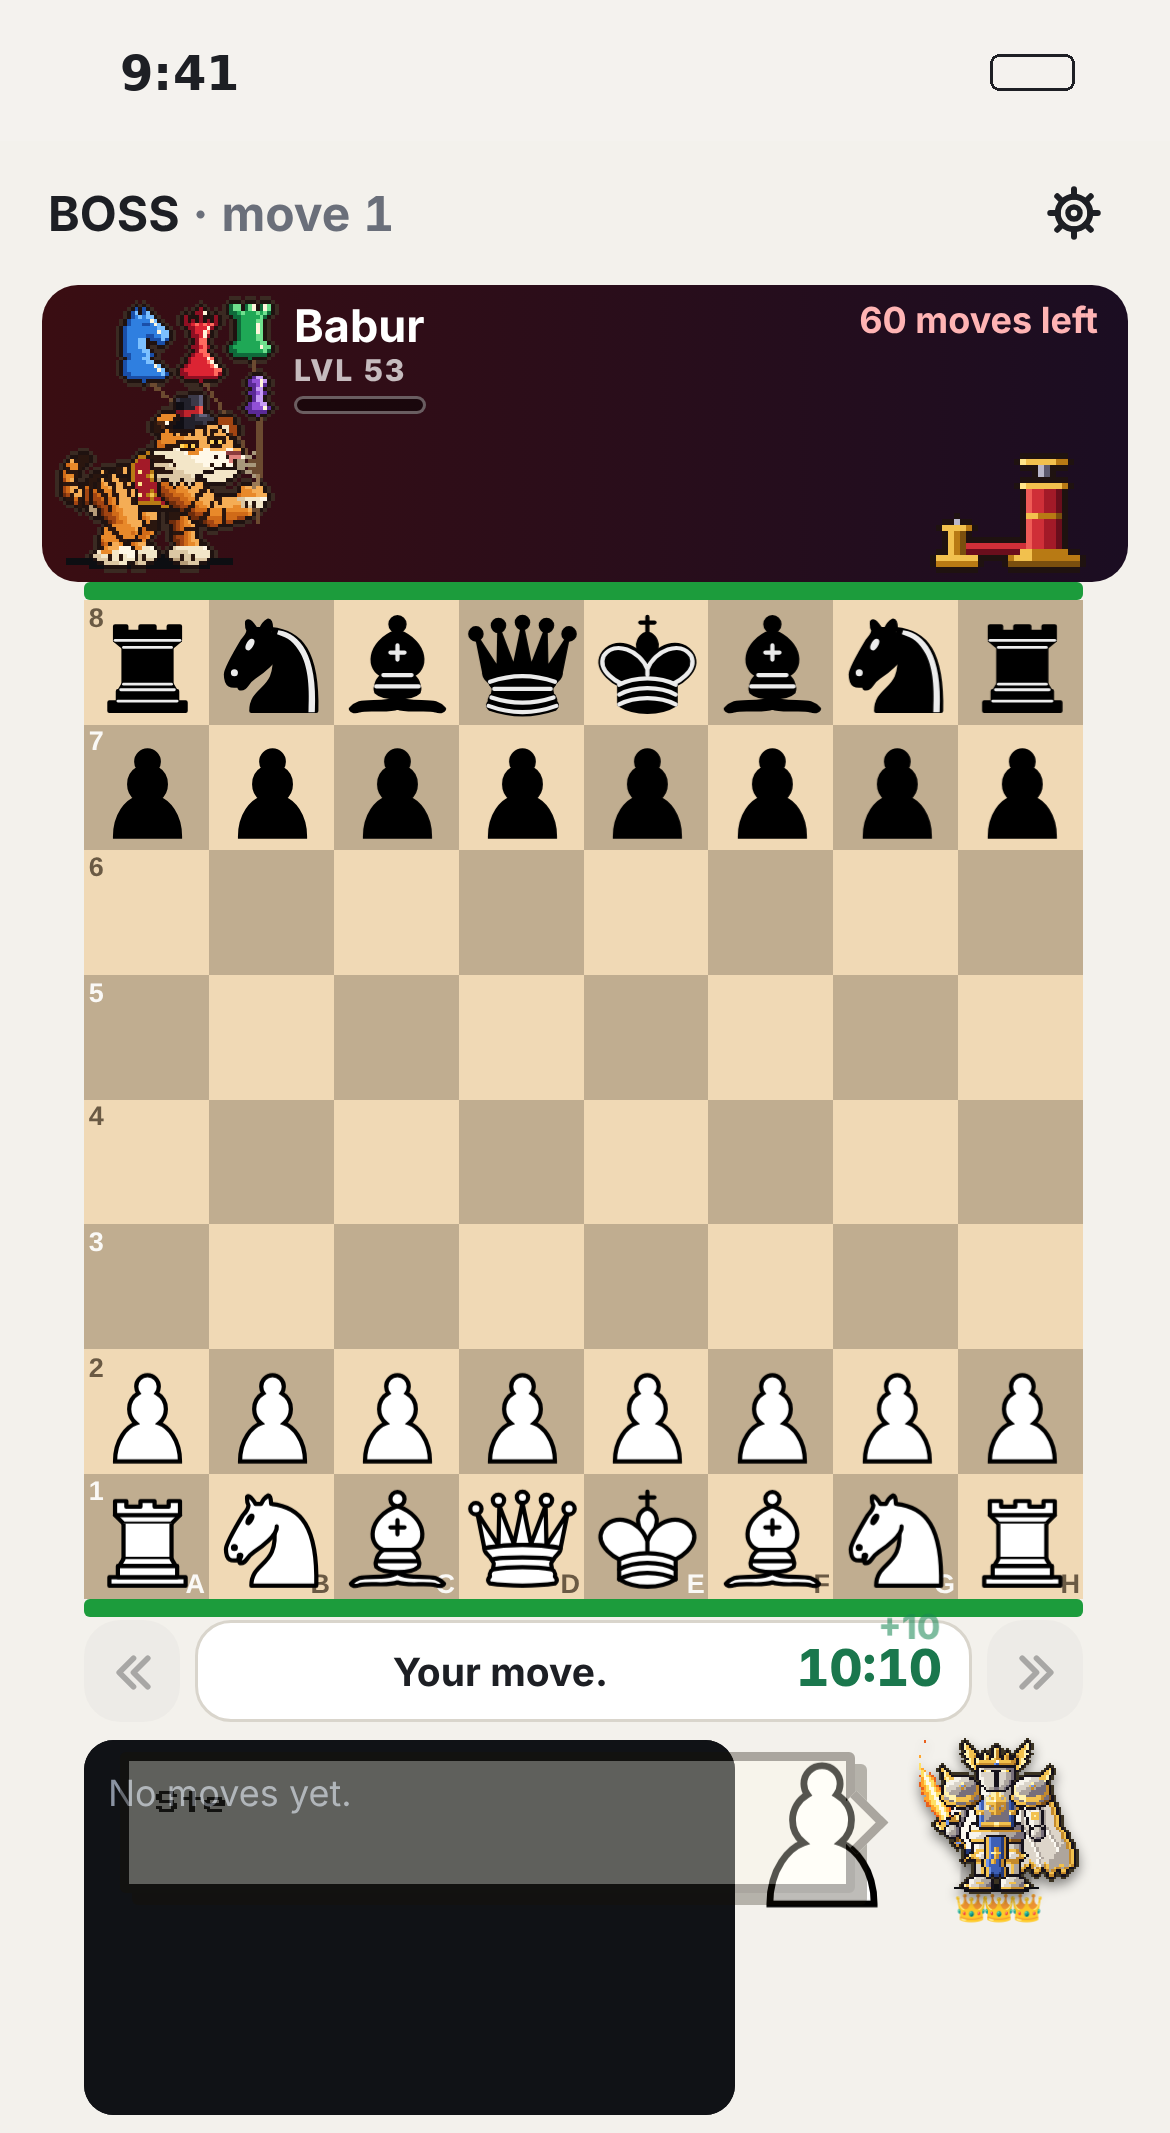 9:41
BOSS · move 1
Babur
60 moves left
LVL 53
8
7
6
5
4
3
2
1
A B C D E F G H
+10
Your move. 10:10
No moves yet.
Ste